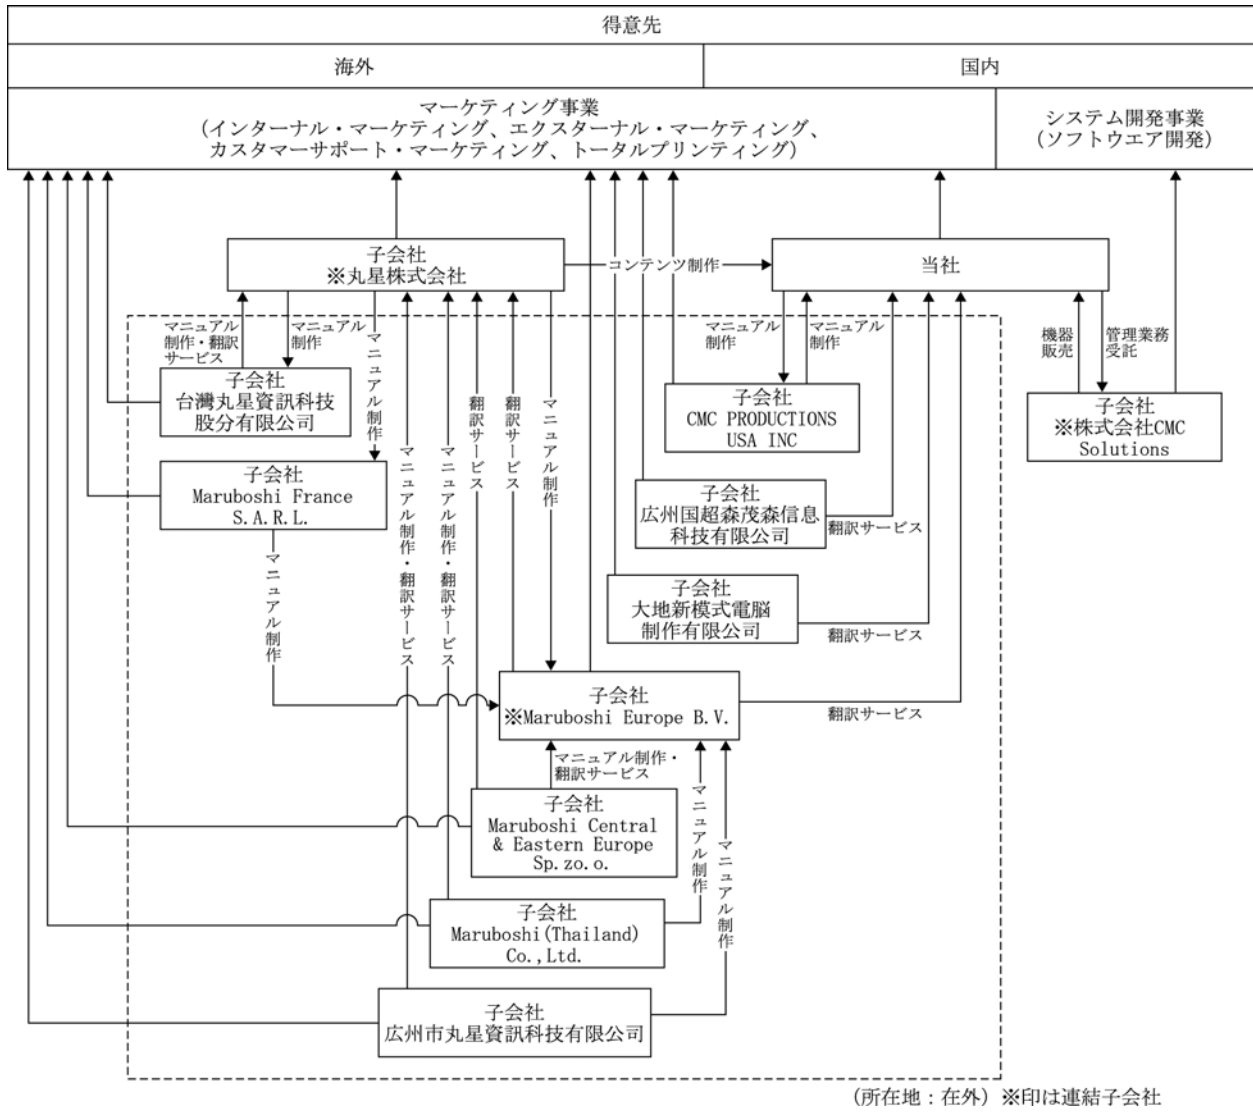 得意先
海外
国内
マーケティング事業
(インターナル・マーケティング、エクスターナル・マーケティング、
カスタマーサポート・マーケティング、トータルプリンティング)
システム開発事業
(ソフトウエア開発)
子会社
※丸星株式会社
コンテンツ制作
当社
マニュアル
制作・翻訳
サービス
マニュアル
制作
マニュアル制作
マニュアル制作・翻訳サービス
マニュアル制作・翻訳サービス
翻訳サービス
翻訳サービス
マニュアル制作
マニュアル
制作
マニュアル
制作
機器
販売
管理業務
受託
子会社
台灣丸星資訊科技
股分有限公司
子会社
CMC PRODUCTIONS
USA INC
子会社
※株式会社CMC
Solutions
子会社
Maruboshi France
S.A.R.L.
子会社
広州国超森茂森信息
科技有限公司
翻訳サービス
マニュアル制作
子会社
大地新模式電脳
制作有限公司
翻訳サービス
子会社
※Maruboshi Europe B.V.
翻訳サービス
マニュアル制作・
翻訳サービス
マニュアル制作
マニュアル制作
子会社
Maruboshi Central
& Eastern Europe
Sp.zo.o.
子会社
Maruboshi(Thailand)
Co.,Ltd.
子会社
広州市丸星資訊科技有限公司
(所在地：在外) ※印は連結子会社